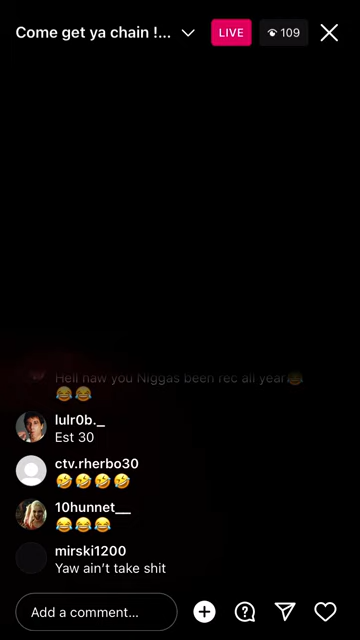 Come get ya chain !...
LIVE
109
Hell naw you Niggas been rec all year😂
😂😂
lulr0b._
Est 30
ctv.rherbo30
🤣🤣🤣🤣
10hunnet__
😂😂😂
mirski1200
Yaw ain’t take shit
Add a comment…